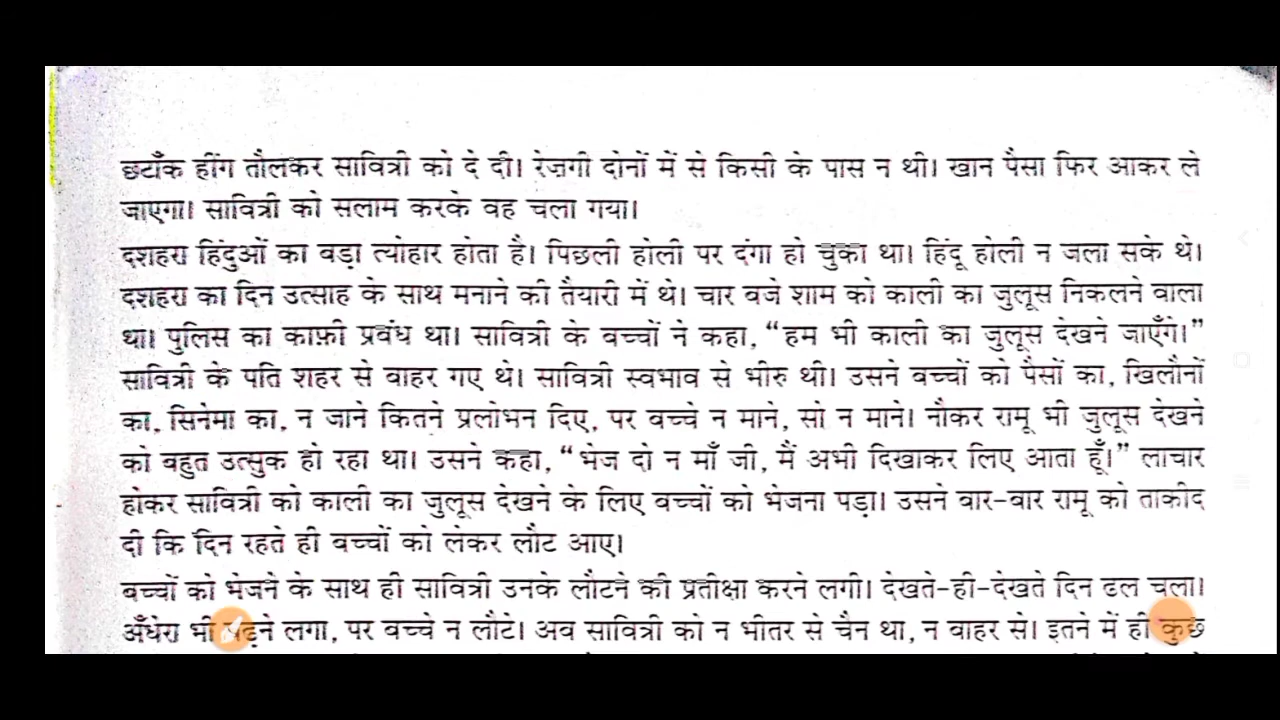 छटाँक हींग तौलकर सावित्री को दे दी। रेज़गी दोनों में से किसी के पास न थी। खान पैसा फिर आकर ले
जाएगा। सावित्री को सलाम करके वह चला गया।
दशहरा हिंदुओं का बड़ा त्योहार होता है। पिछली होली पर दंगा हो चुका था। हिंदू होली न जला सके थे।
दशहरा का दिन उत्साह के साथ मनाने की तैयारी में थे। चार बजे शाम को काली का जुलूस निकलने वाला
था। पुलिस का काफ़ी प्रबंध था। सावित्री के बच्चों ने कहा, “हम भी काली का जुलूस देखने जाएँगे।”
सावित्री के पति शहर से बाहर गए थे। सावित्री स्वभाव से भीरु थी। उसने बच्चों को पैसों का, खिलौनों
का, सिनेमा का, न जाने कितने प्रलोभन दिए, पर बच्चे न माने, सो न माने। नौकर रामू भी जुलूस देखने
को बहुत उत्सुक हो रहा था। उसने कहा, “भेज दो न माँ जी, मैं अभी दिखाकर लिए आता हूँ।” लाचार
होकर सावित्री को काली का जुलूस देखने के लिए बच्चों को भेजना पड़ा। उसने बार-बार रामू को ताकीद
दी कि दिन रहते ही बच्चों को लेकर लौट आए।
बच्चों को भेजने के साथ ही सावित्री उनके लौटने की प्रतीक्षा करने लगी। देखते-ही-देखते दिन ढल चला।
अँधेरा भी बढ़ने लगा, पर बच्चे न लौटे। अब सावित्री को न भीतर से चैन था, न बाहर से। इतने में ही कुछ